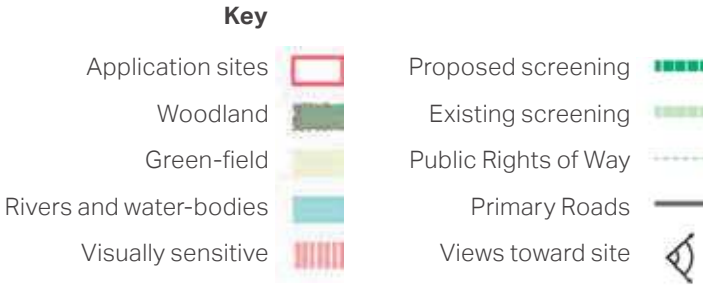 Key
Application sites
Woodland
Green-field
Rivers and water-bodies
Visually sensitive
Proposed screening
Existing screening
Public Rights of Way
Primary Roads
Views toward site